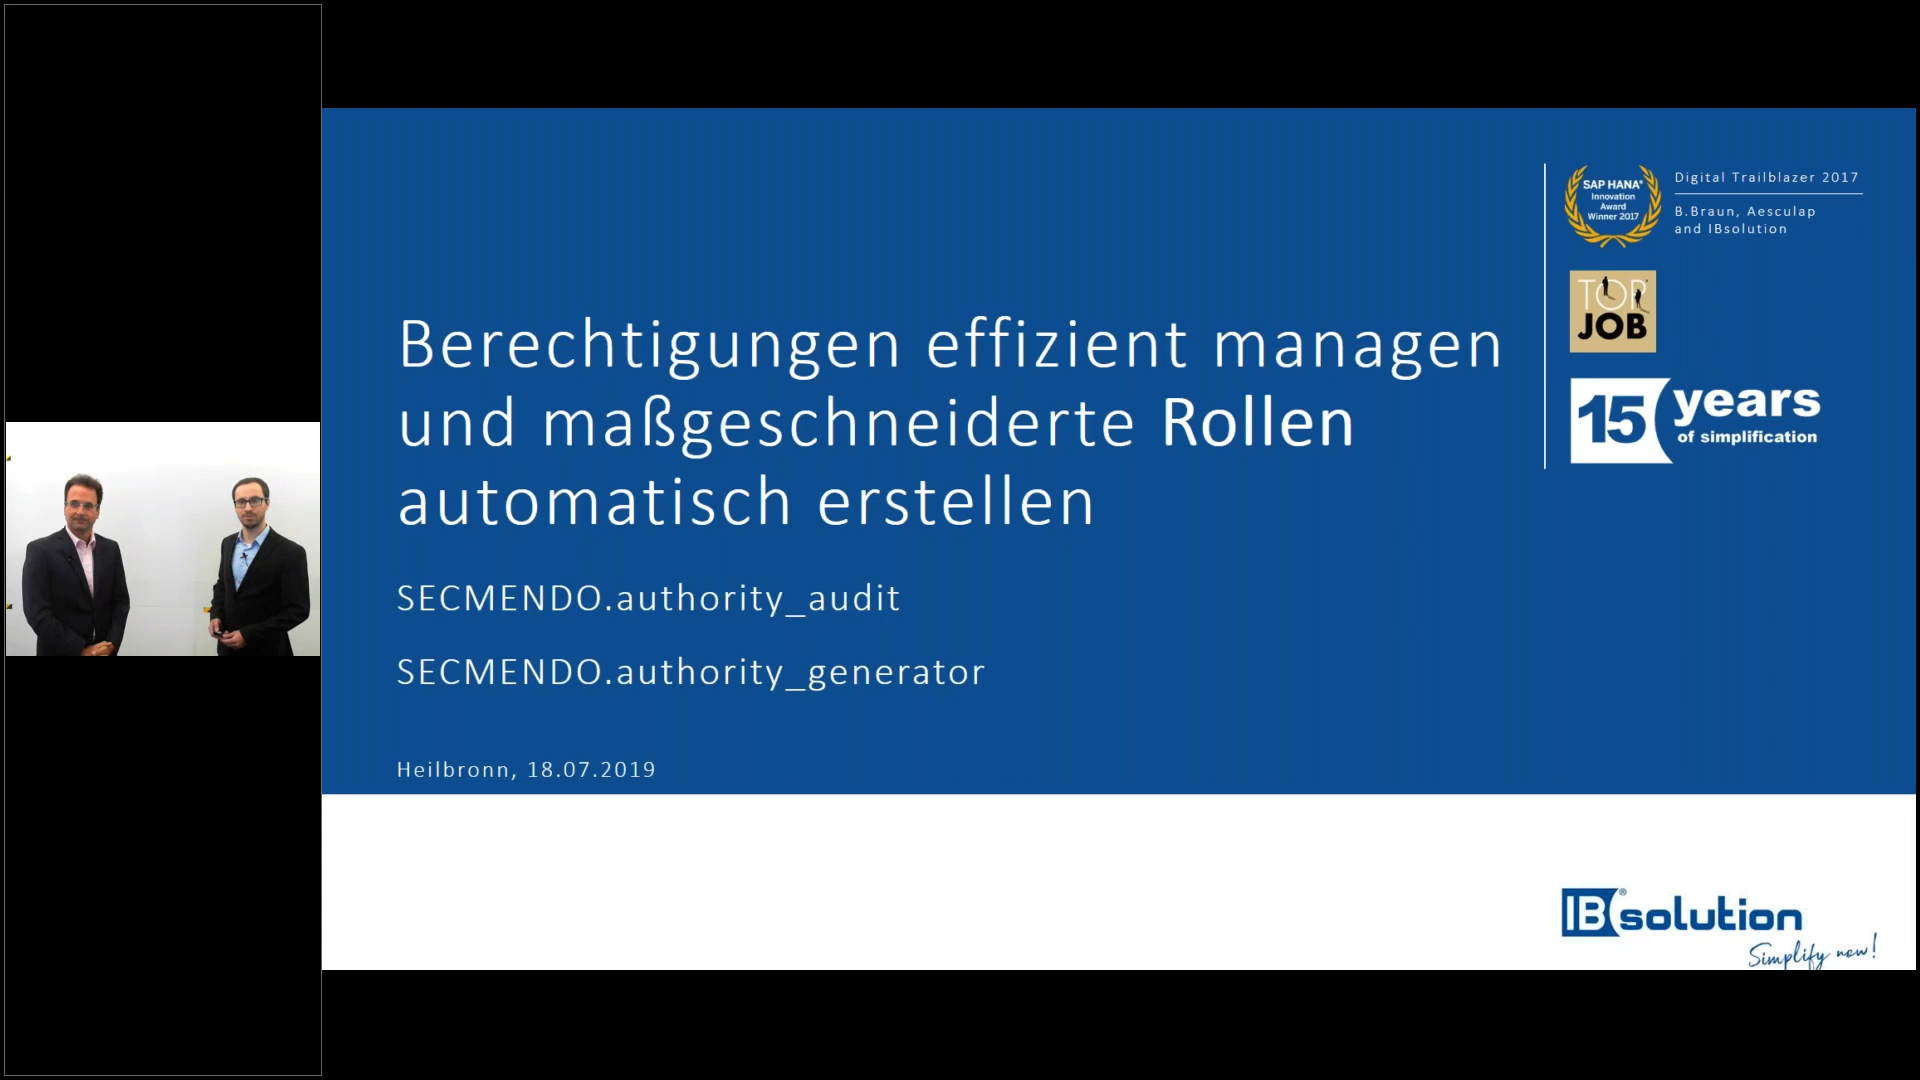 Berechtigungen effizient managen
und maßgeschneiderte Rollen
automatisch erstellen
SECMENDO.authority_audit
SECMENDO.authority_generator
Heilbronn, 18.07.2019
SAP HANA®
Innovation
Award
Winner 2017
Digital Trailblazer 2017
B.Braun, Aesculap
and IBsolution
TOP
JOB
15 years
of simplification
IBsolution®
Simplify now!